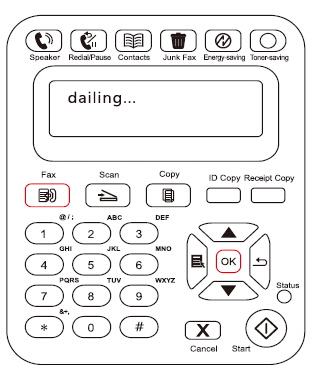 Speaker Redial/Pause Contacts Junk Fax Energy-saving Toner-saving
dailing...
Fax Scan Copy ID Copy Receipt Copy
@/; ABC DEF
1 2 3
GHI JKL MNO
4 5 6 OK
PQRS TUV WXYZ Status
7 8 9
&+,
* 0 # X
Cancel Start